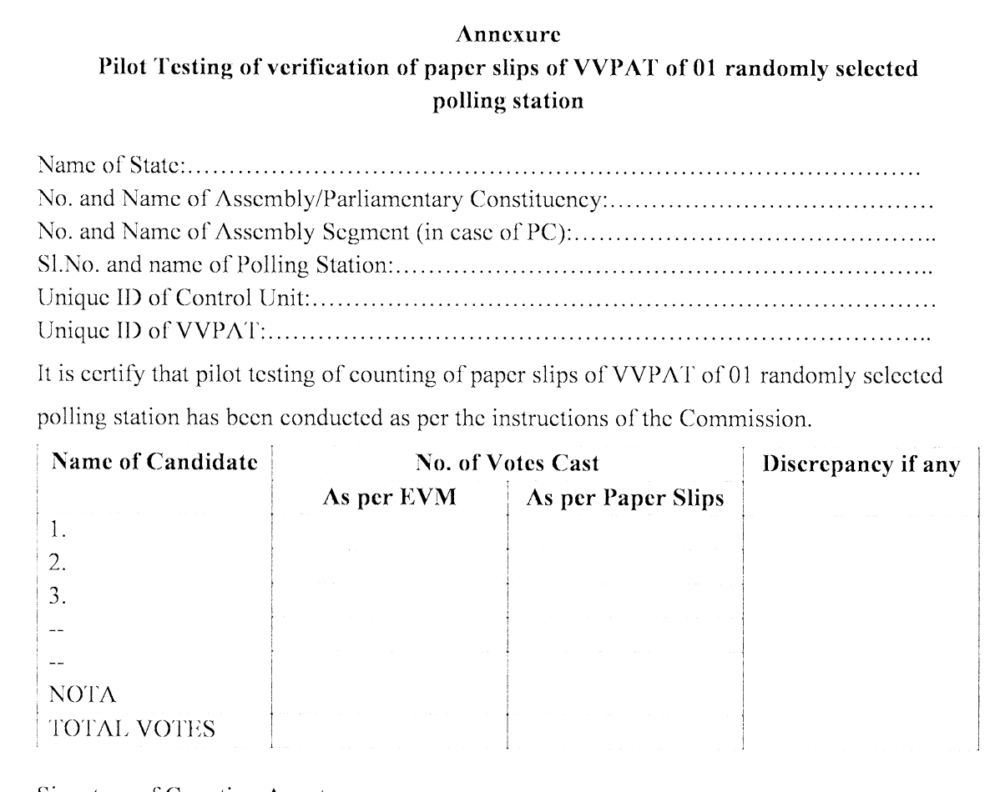 Annexure
Pilot Testing of verification of paper slips of VVPAT of 01 randomly selected
polling station
Name of State:........................................................................................
No. and Name of Assembly/Parliamentary Constituency:.......................................
No. and Name of Assembly Segment (in case of PC):............................................
Sl.No. and name of Polling Station:.................................................................
Unique ID of Control Unit:...........................................................................
Unique ID of VVPAT:................................................................................
It is certify that pilot testing of counting of paper slips of VVPAT of 01 randomly selected
polling station has been conducted as per the instructions of the Commission.
Name of Candidate No. of Votes Cast Discrepancy if any
As per EVM As per Paper Slips
1.
2.
3.
--
--
NOTA
TOTAL VOTES